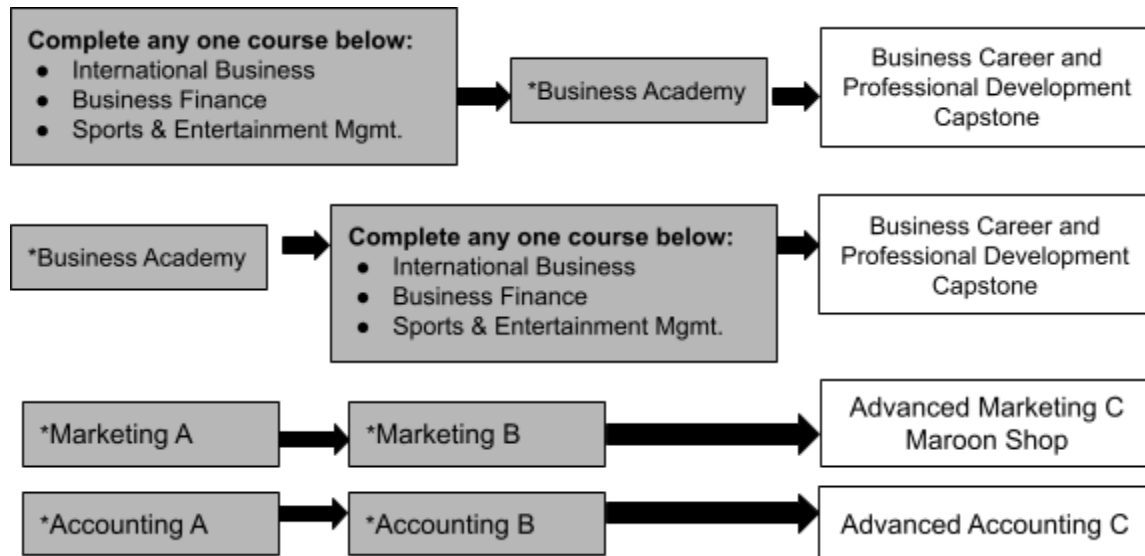 Complete any one course below:
● International Business
● Business Finance
● Sports & Entertainment Mgmt.
*Business Academy
Business Career and
Professional Development
Capstone
*Business Academy
Complete any one course below:
● International Business
● Business Finance
● Sports & Entertainment Mgmt.
Business Career and
Professional Development
Capstone
*Marketing A
*Marketing B
Advanced Marketing C
Maroon Shop
*Accounting A
*Accounting B
Advanced Accounting C